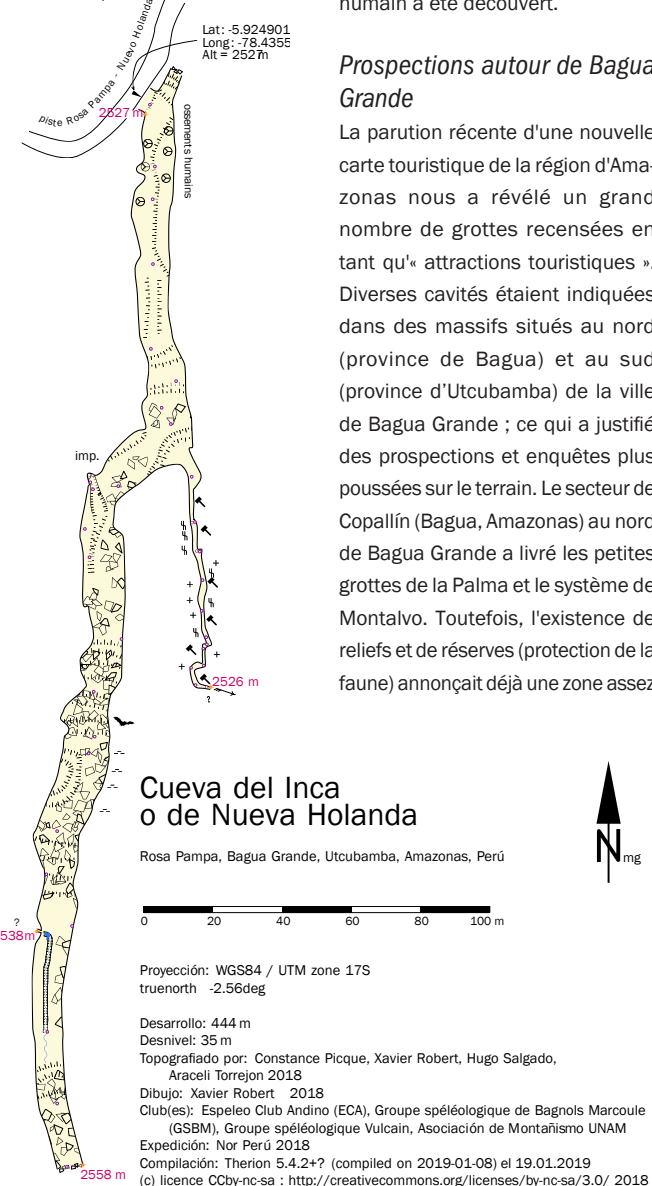 humain a été découvert.
Prospections autour de Bagua
Grande
La parution récente d'une nouvelle
carte touristique de la région d'Ama-
zonas nous a révélé un grand
nombre de grottes recensées en
tant qu'« attractions touristiques ».
Diverses cavités étaient indiquées
dans des massifs situés au nord
(province de Bagua) et au sud
(province d'Utcubamba) de la ville
de Bagua Grande ; ce qui a justifié
des prospections et enquêtes plus
poussées sur le terrain. Le secteur de
Copallín (Bagua, Amazonas) au nord
de Bagua Grande a livré les petites
grottes de la Palma et le système de
Montalvo. Toutefois, l'existence de
reliefs et de réserves (protection de la
faune) annonçait déjà une zone assez
Lat: -5.924901
Long: -78.4355
Alt = 2527m
piste Rosa Pampa - Nuevo Holanda
2527 m
ossements humains
imp.
2526 m
?
?
538m
2558 m
Cueva del Inca
o de Nueva Holanda
Rosa Pampa, Bagua Grande, Utcubamba, Amazonas, Perú
N mg
0 20 40 60 80 100 m
Proyección: WGS84 / UTM zone 17S
truenorth -2.56deg
Desarrollo: 444 m
Desnivel: 35 m
Topografiado por: Constance Picque, Xavier Robert, Hugo Salgado,
Araceli Torrejon 2018
Dibujo: Xavier Robert 2018
Club(es): Espeleo Club Andino (ECA), Groupe spéléologique de Bagnols Marcoule
(GSBM), Groupe spéléologique Vulcain, Asociación de Montañismo UNAM
Expedición: Nor Perú 2018
Compilación: Therion 5.4.2+? (compiled on 2019-01-08) el 19.01.2019
(c) licence CCby-nc-sa : http://creativecommons.org/licenses/by-nc-sa/3.0/ 2018